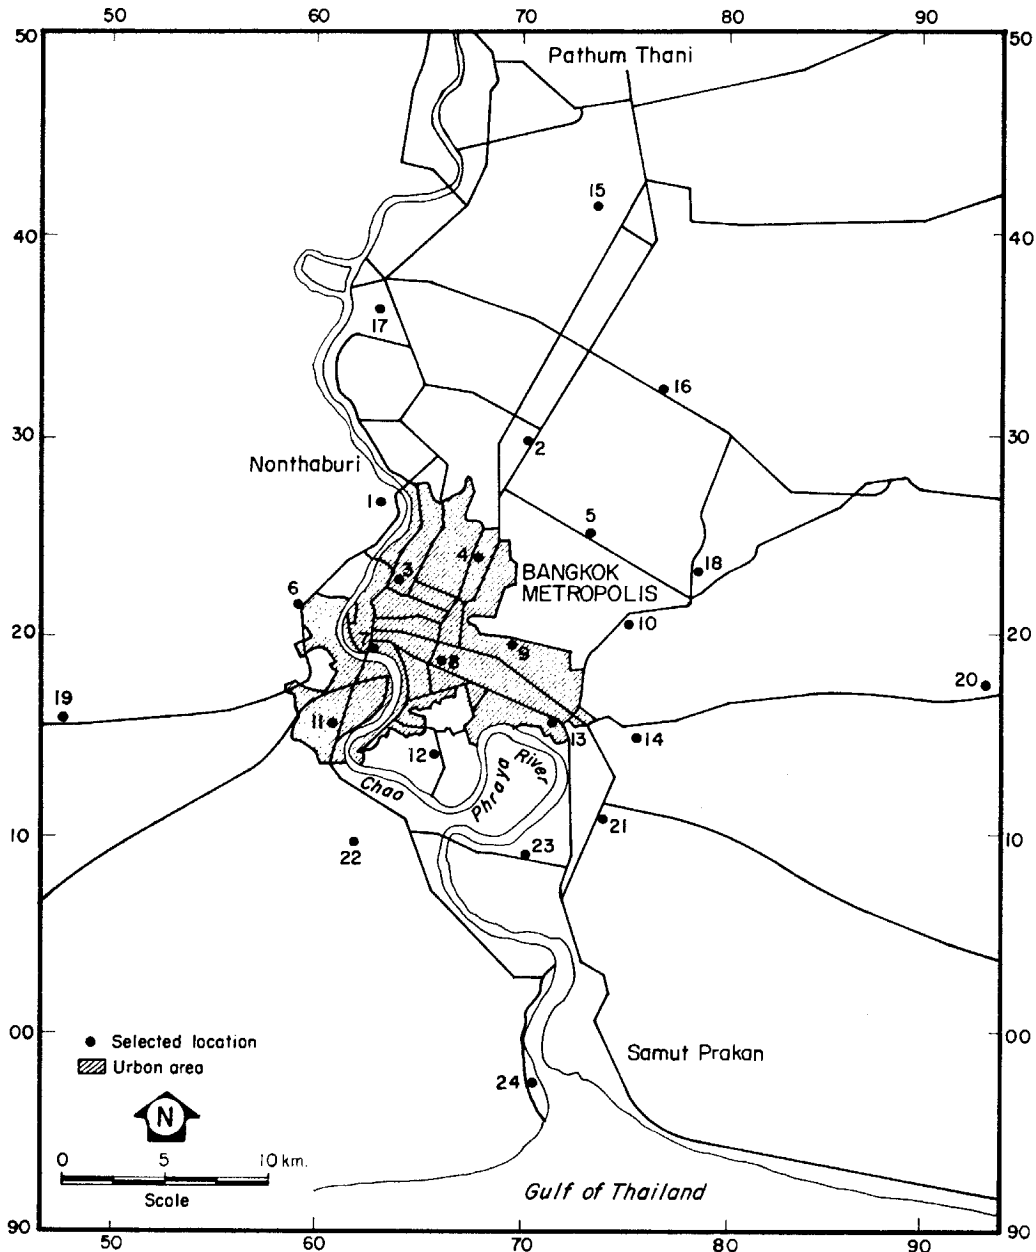 50 60 70 80 90
50 50
Pathum Thani
15
40 40
17
16
30 30
2
Nonthaburi
1
5
4
18
3
BANGKOK
METROPOLIS
6
10
20 20
7
9
8
20
19
11
13
14
12
River
Chao
Phraya
10 10
21
22
23
00 00
Selected location
Samut Prakan
Urbon area
24
N
0 5 10 km.
Scale
Gulf of Thailand
90 90
50 60 70 80 90